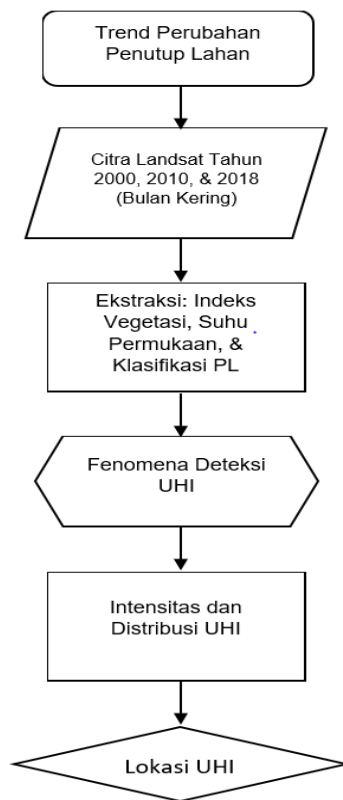 Trend Perubahan
Penutup Lahan
Citra Landsat Tahun
2000, 2010, & 2018
(Bulan Kering)
Ekstraksi: Indeks
Vegetasi, Suhu
Permukaan, &
Klasifikasi PL
Fenomena Deteksi
UHI
Intensitas dan
Distribusi UHI
Lokasi UHI